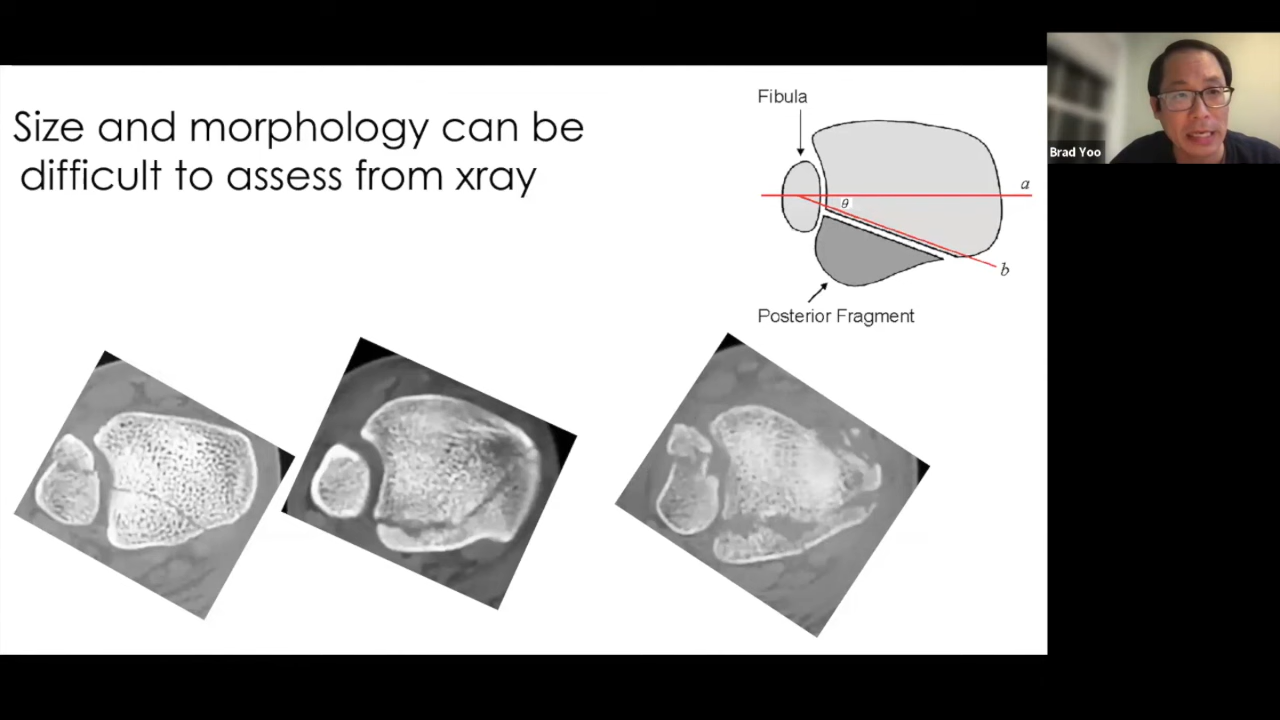 Size and morphology can be
difficult to assess from xray
Fibula
a
θ
b
Posterior Fragment
Brad Yoo